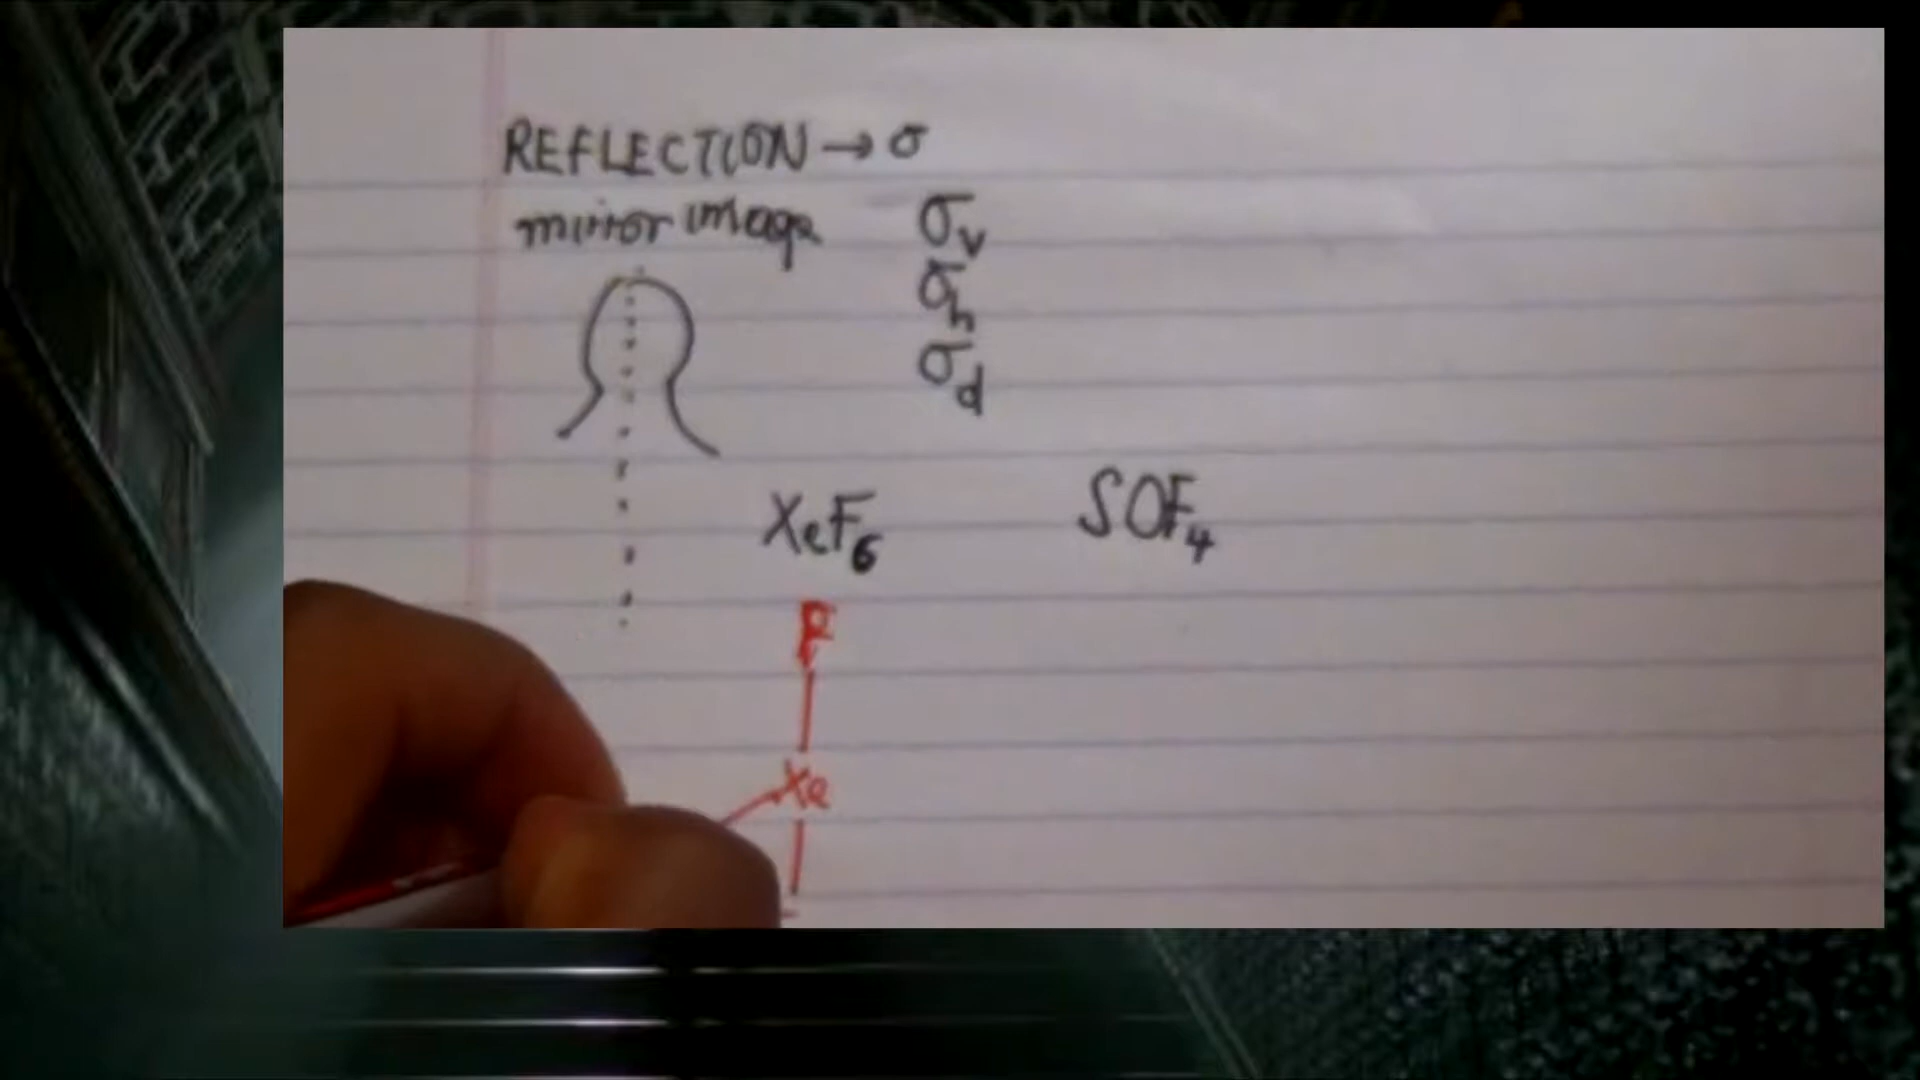 REFLECTION → σ
mirror image
σv
σh
σd
XeF6
SOF4
F
Xe